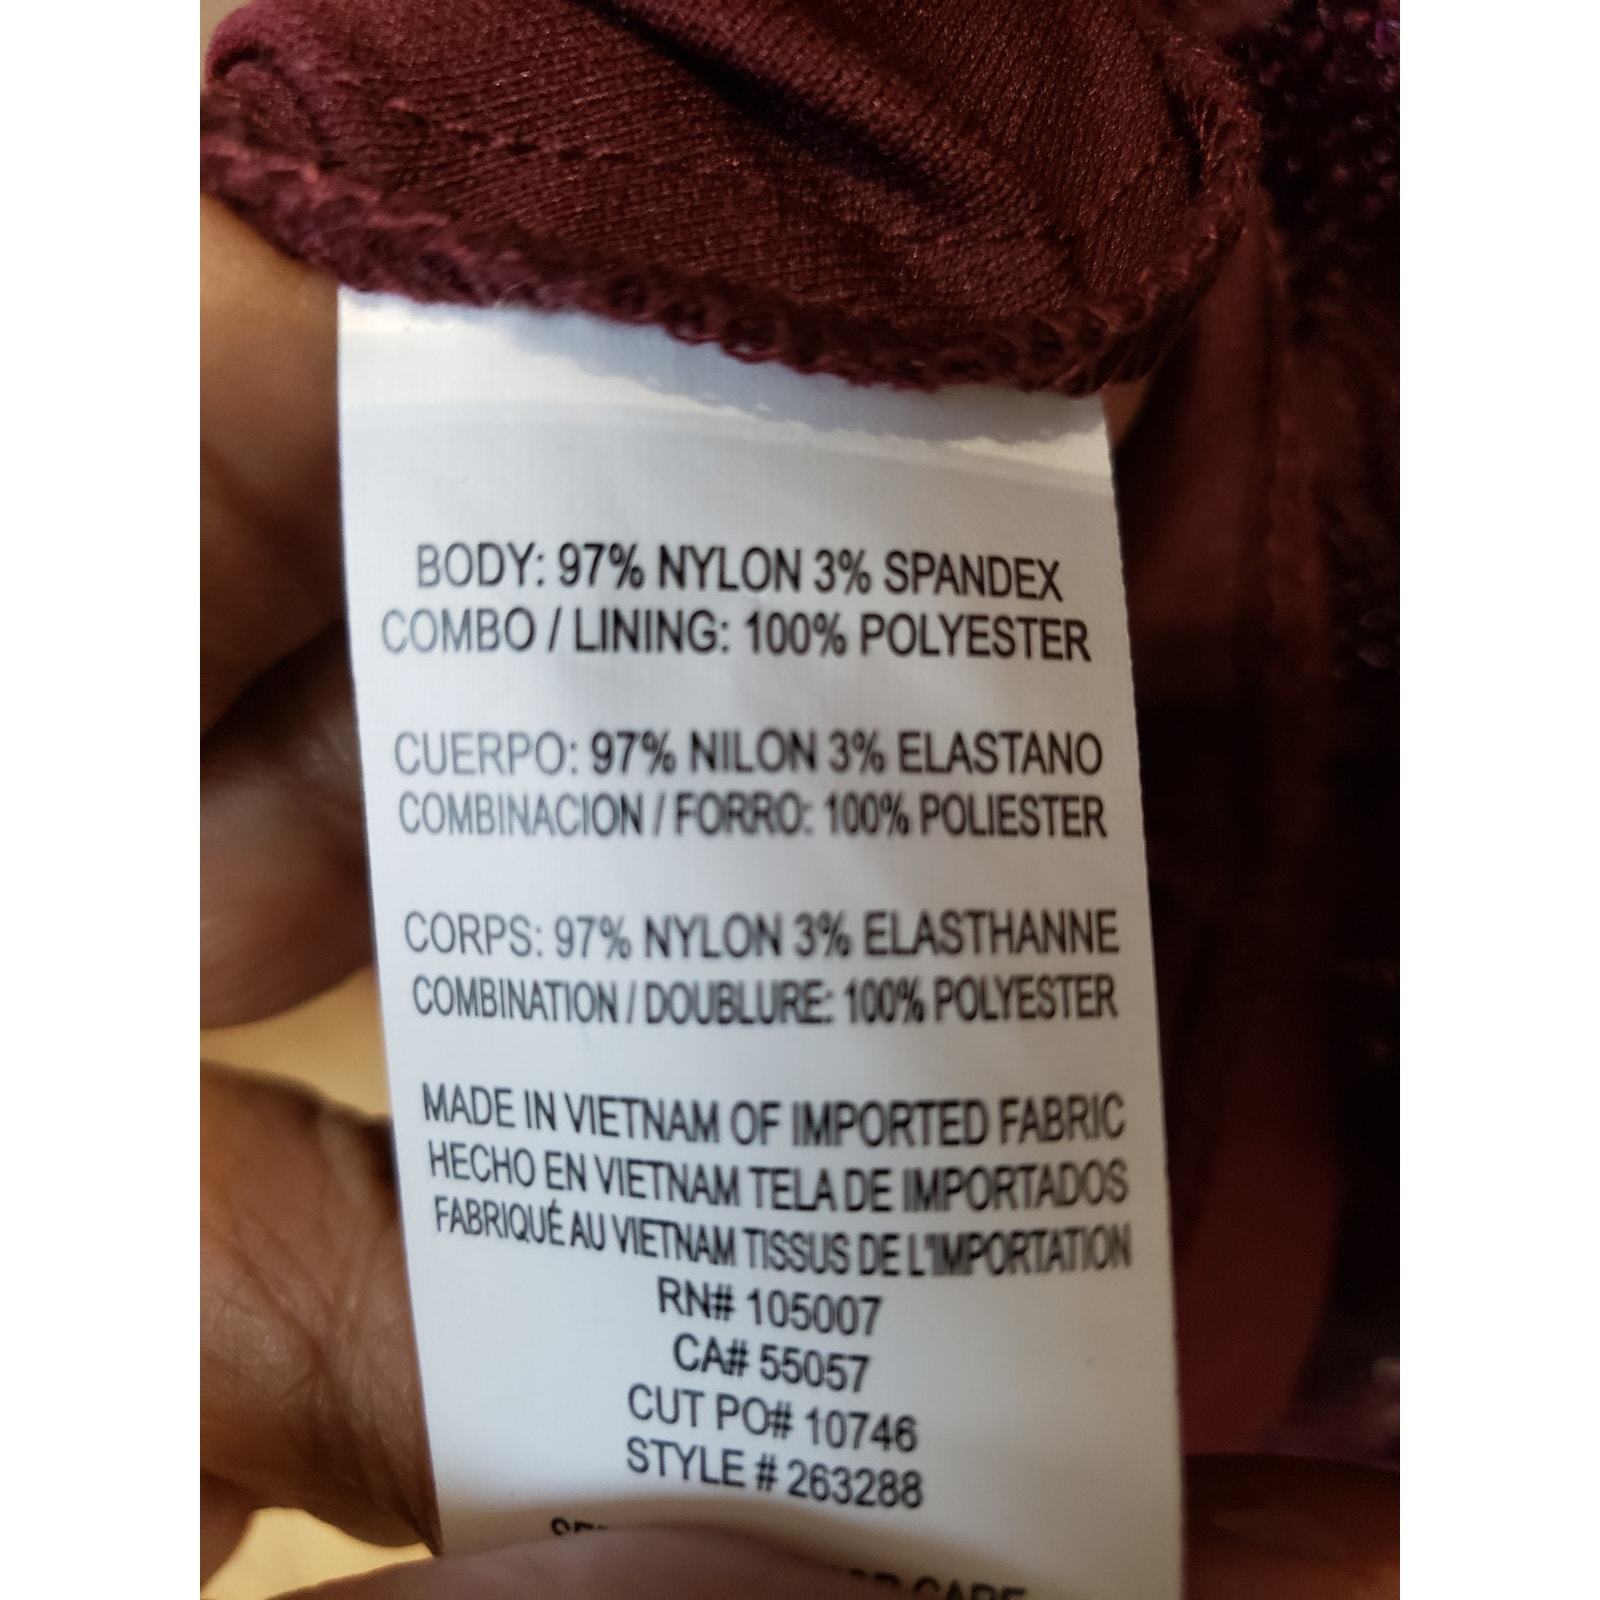 BODY: 97% NYLON 3% SPANDEX
COMBO / LINING: 100% POLYESTER
CUERPO: 97% NILON 3% ELASTANO
COMBINACION / FORRO: 100% POLIESTER
CORPS: 97% NYLON 3% ELASTHANNE
COMBINATION / DOUBLURE: 100% POLYESTER
MADE IN VIETNAM OF IMPORTED FABRIC
HECHO EN VIETNAM TELA DE IMPORTADOS
FABRIQUÉ AU VIETNAM TISSUS DE L'IMPORTATION
RN# 105007
CA# 55057
CUT PO# 10746
STYLE # 263288
CARE